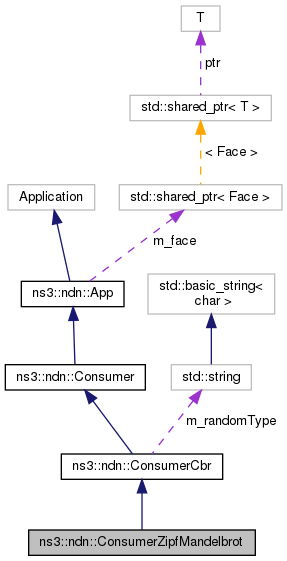 T
ptr
std::shared_ptr< T >
< Face >
Application
std::shared_ptr< Face >
m_face
ns3::ndn::App
std::basic_string<
char >
ns3::ndn::Consumer
std::string
m_randomType
ns3::ndn::ConsumerCbr
ns3::ndn::ConsumerZipfMandelbrot